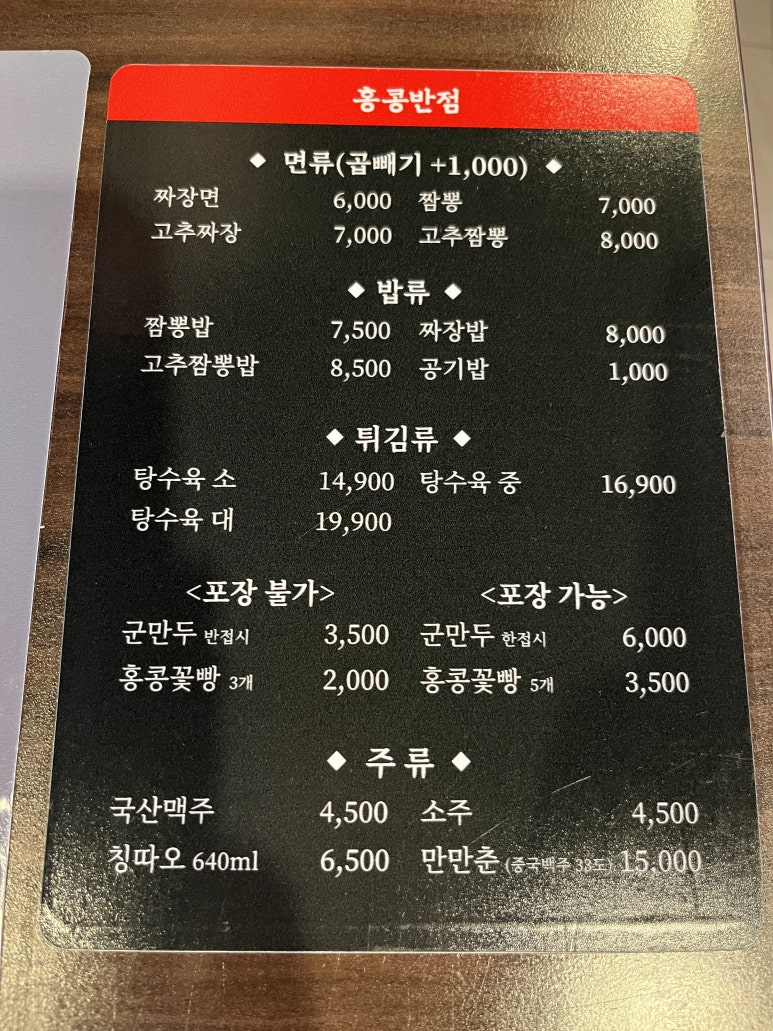 홍콩반점
◆ 면류(곱빼기 +1,000) ◆
짜장면 6,000 짬뽕 7,000
고추짜장 7,000 고추짬뽕 8,000
◆ 밥류 ◆
짬뽕밥 7,500 짜장밥 8,000
고추짬뽕밥 8,500 공기밥 1,000
◆ 튀김류 ◆
탕수육 소 14,900 탕수육 중 16,900
탕수육 대 19,900
<포장 불가> <포장 가능>
군만두 반접시 3,500 군만두 한접시 6,000
홍콩꽃빵 3개 2,000 홍콩꽃빵 5개 3,500
◆ 주 류 ◆
국산맥주 4,500 소주 4,500
칭따오 640ml 6,500 만만춘 (중국백주 33도) 15,000